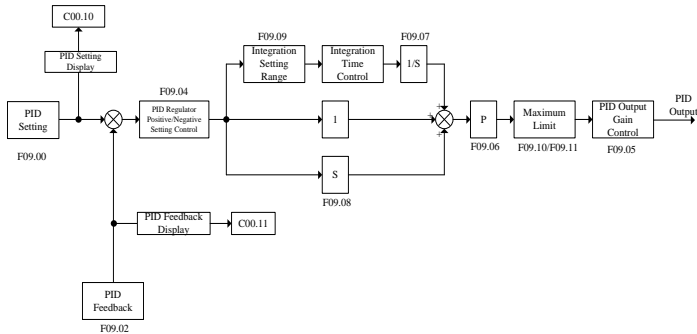 C00.10
PID Setting
Display
PID
Setting
F09.00
F09.04
PID Regulator
Positive/Negative
Setting Control
F09.09
Integration
Setting
Range
Integration
Time
Control
F09.07
1/S
1
S
F09.08
+
+
+
P
F09.06
Maximum
Limit
F09.10/F09.11
PID Output
Gain
Control
F09.05
PID
Output
PID Feedback
Display
C00.11
PID
Feedback
F09.02